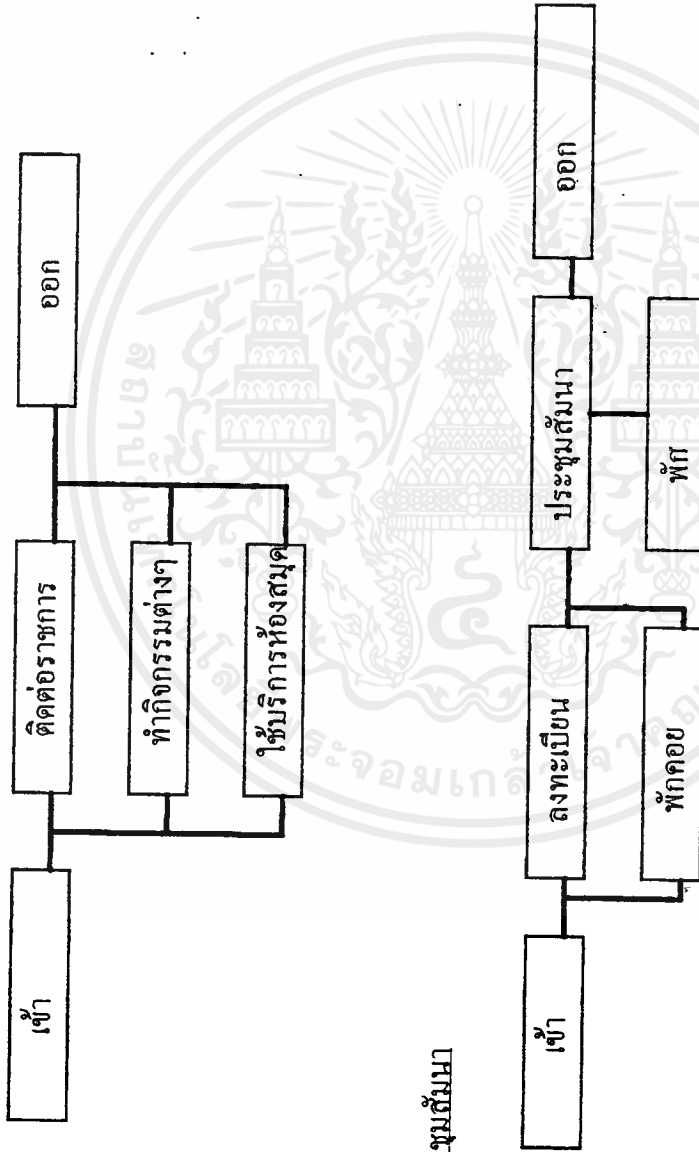 เข้า
ติดต่อราชการ
ออก
ทำกิจกรรมต่างๆ
ใช้บริการห้องสมุด
ชุมสัมนา
เข้า
ลงทะเบียน
ประชุมสัมนา
ออก
พักคอย
พัก